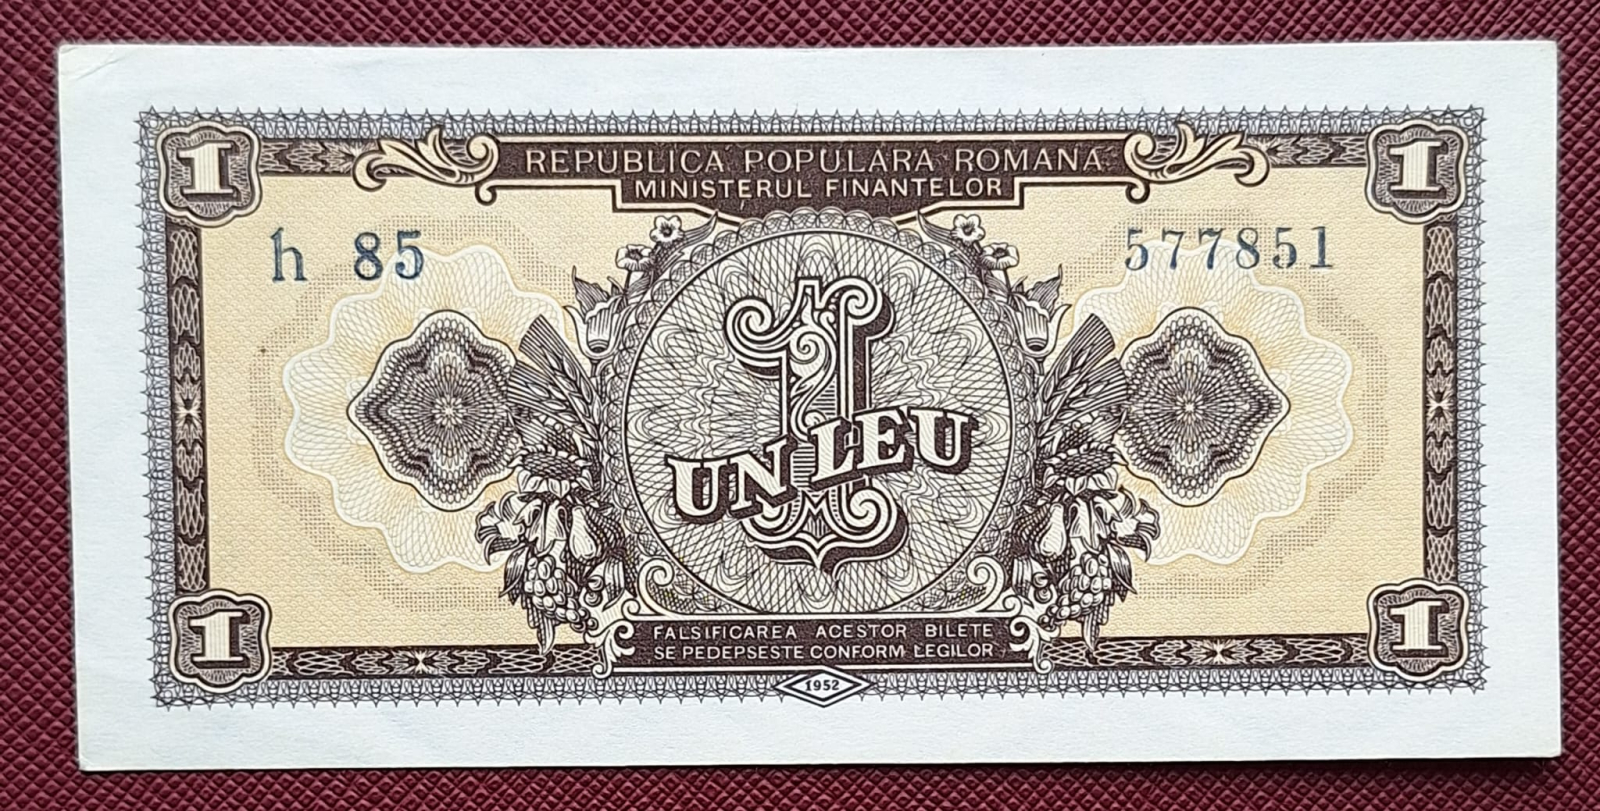 1 1
REPUBLICA POPULARA ROMANA
MINISTERUL FINANTELOR
h 85 577851
1
UN LEU
1 1
FALSIFICAREA ACESTOR BILETE
SE PEDEPSESTE CONFORM LEGILOR
1952